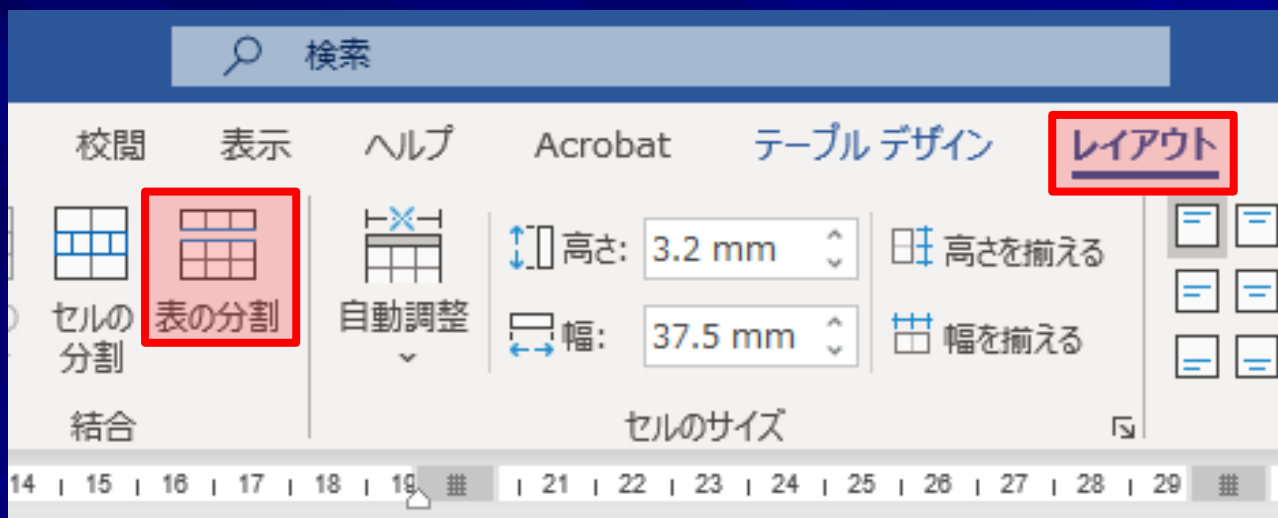 検索
校閲 表示 ヘルプ Acrobat テーブル デザイン レイアウト
セルの分割
表の分割
自動調整
高さ: 3.2 mm
幅: 37.5 mm
高さを揃える
幅を揃える
結合 セルのサイズ
14 15 16 17 18 19 21 22 23 24 25 26 27 28 29